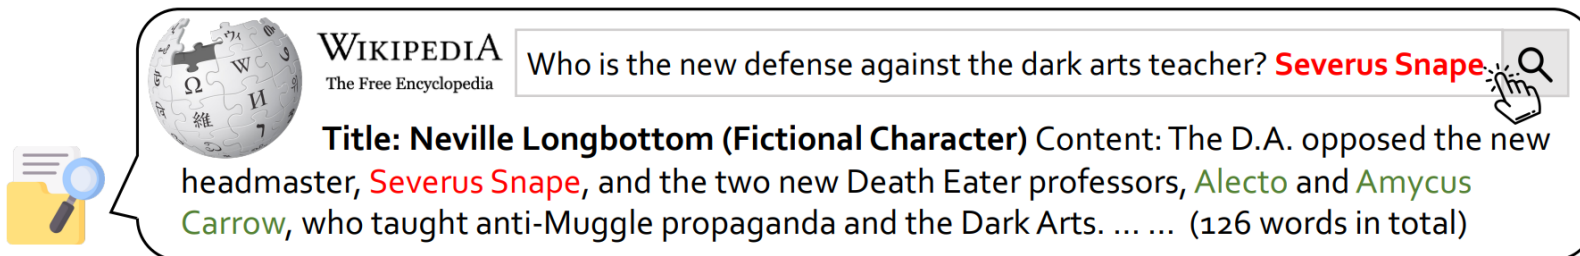 WIKIPEDIA
The Free Encyclopedia
Who is the new defense against the dark arts teacher? Severus Snape
Title: Neville Longbottom (Fictional Character) Content: The D.A. opposed the new
headmaster, Severus Snape, and the two new Death Eater professors, Alecto and Amycus
Carrow, who taught anti-Muggle propaganda and the Dark Arts. ... ... (126 words in total)